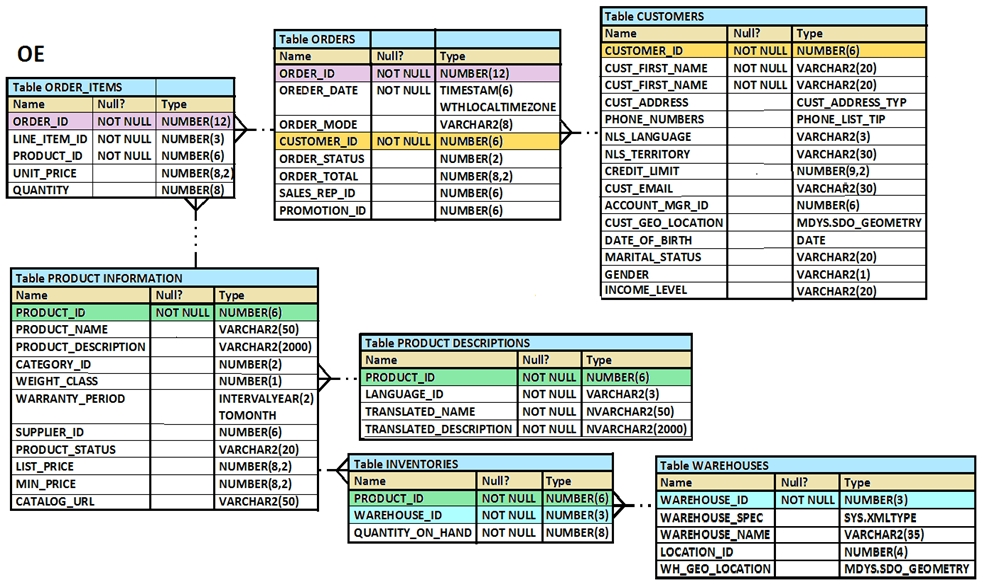 OE
Table ORDER_ITEMS
Name Null? Type
ORDER_ID NOT NULL NUMBER(12)
LINE_ITEM_ID NOT NULL NUMBER(3)
PRODUCT_ID NOT NULL NUMBER(6)
UNIT_PRICE NUMBER(8,2)
QUANTITY NUMBER(8)
Table ORDERS
Name Null? Type
ORDER_ID NOT NULL NUMBER(12)
OREDER_DATE NOT NULL TIMESTAM(6)
WTHLOCALTIMEZONE
ORDER_MODE VARCHAR2(8)
CUSTOMER_ID NOT NULL NUMBER(6)
ORDER_STATUS NUMBER(2)
ORDER_TOTAL NUMBER(8,2)
SALES_REP_ID NUMBER(6)
PROMOTION_ID NUMBER(6)
Table CUSTOMERS
Name Null? Type
CUSTOMER_ID NOT NULL NUMBER(6)
CUST_FIRST_NAME NOT NULL VARCHAR2(20)
CUST_FIRST_NAME NOT NULL VARCHAR2(20)
CUST_ADDRESS CUST_ADDRESS_TYP
PHONE_NUMBERS PHONE_LIST_TIP
NLS_LANGUAGE VARCHAR2(3)
NLS_TERRITORY VARCHAR2(30)
CREDIT_LIMIT NUMBER(9,2)
CUST_EMAIL VARCHAR2(30)
ACCOUNT_MGR_ID NUMBER(6)
CUST_GEO_LOCATION MDYS.SDO_GEOMETRY
DATE_OF_BIRTH DATE
MARITAL_STATUS VARCHAR2(20)
GENDER VARCHAR2(1)
INCOME_LEVEL VARCHAR2(20)
Table PRODUCT INFORMATION
Name Null? Type
PRODUCT_ID NOT NULL NUMBER(6)
PRODUCT_NAME VARCHAR2(50)
PRODUCT_DESCRIPTION VARCHAR2(2000)
CATEGORY_ID NUMBER(2)
WEIGHT_CLASS NUMBER(1)
WARRANTY_PERIOD INTERVALYEAR(2)
TOMONTH
SUPPLIER_ID NUMBER(6)
PRODUCT_STATUS VARCHAR2(20)
LIST_PRICE NUMBER(8,2)
MIN_PRICE NUMBER(8,2)
CATALOG_URL VARCHAR2(50)
Table PRODUCT DESCRIPTIONS
Name Null? Type
PRODUCT_ID NOT NULL NUMBER(6)
LANGUAGE_ID NOT NULL VARCHAR2(3)
TRANSLATED_NAME NOT NULL NVARCHAR2(50)
TRANSLATED_DESCRIPTION NOT NULL NVARCHAR2(2000)
Table INVENTORIES
Name Null? Type
PRODUCT_ID NOT NULL NUMBER(6)
WAREHOUSE_ID NOT NULL NUMBER(3)
QUANTITY_ON_HAND NOT NULL NUMBER(8)
Table WAREHOUSES
Name Null? Type
WAREHOUSE_ID NOT NULL NUMBER(3)
WAREHOUSE_SPEC SYS.XMLTYPE
WAREHOUSE_NAME VARCHAR2(35)
LOCATION_ID NUMBER(4)
WH_GEO_LOCATION MDYS.SDO_GEOMETRY